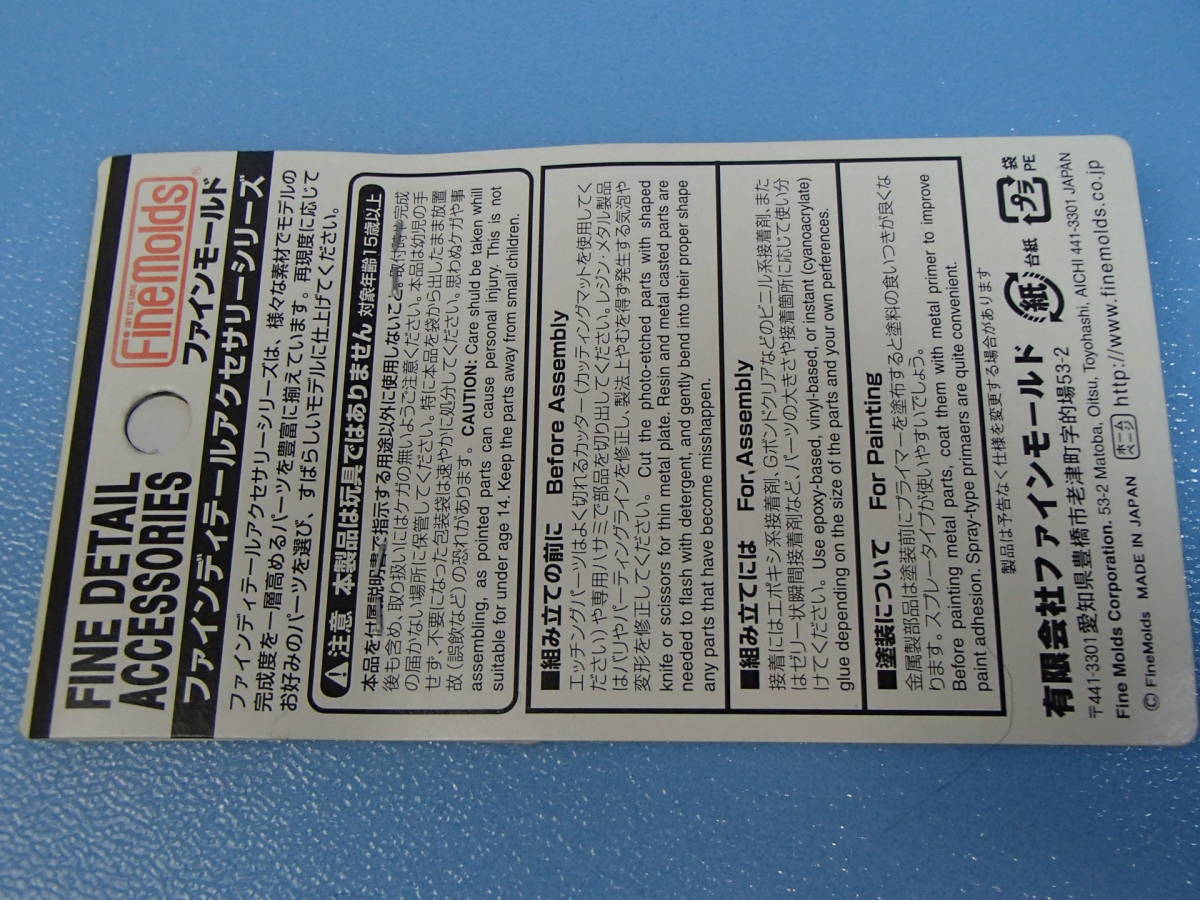 FINE DETAIL
ACCESSORIES
JOY KITS LABO
FineMolds®
ファインモールド
ファインディテールアクセサリーシリーズ
ファインディテールアクセサリーシリーズは、様々な素材でモデルの
完成度を一層高めるパーツを豊富に揃えています。再現度に応じて
お好みのパーツを選び、すばらしいモデルに仕上げてください。
注意 本製品は玩具ではありません 対象年齢15歳以上
本品を付属説明書で指示する用途以外に使用しないこと。取付時や完成
後も含め、取り扱いにはケガの無いようご注意ください。本品は幼児の手
の届かない場所に保管してください。特に本品を袋から出したまま放置
せず、不要になった包装袋は速やかに処分してください。思わぬケガや事
故(誤飲など)の恐れがあります。CAUTION: Care should be taken whill
assembling, as pointed parts can cause personal injury. This is not
suitable for under age 14. Keep the parts away from small children.
■組み立ての前に Before Assembly
エッチングパーツはよく切れるカッター(カッティングマットを使用してく
ださい)や専用ハサミで部品を切り出してください。レジン・メタル製品
はバリやパーティングラインを修正し、製法上やむを得ず発生する気泡や
変形を修正してください。 Cut the photo-etched parts with shaped
knife or scissors for thin metal plate. Resin and metal casted parts are
needed to flash with detergent, and gently bend into their proper shape
any parts that have become misshappen.
■組み立てには For Assembly
接着にはエポキシ系接着剤、Gボンドクリアなどのビニル系接着剤、また
はゼリー状瞬間接着剤など、パーツの大きさや接着箇所に応じて使い分
けてください。 Use epoxy-based, vinyl-based, or instant (cyanoacrylate)
glue depending on the size of the parts and your own perferences.
■塗装について For Painting
金属製部品は塗装前にプライマーを塗布すると塗料の食いつきが良くな
ります。スプレータイプが使いやすいでしょう。
Before painting metal parts, coat them with metal primer to improve
paint adhesion. Spray-type primaers are quite convenient.
製品は予告なく仕様を変更する場合があります
有限会社ファインモールド 紙 台紙 プラ 袋 PE
〒441-3301 愛知県豊橋市老津町字的場53-2
Fine Molds Corporation. 53-2 Matoba, Oitsu, Toyohashi, AICHI 441-3301 JAPAN
Ⓒ FineMolds MADE IN JAPAN ホームページ http://www.finemolds.co.jp